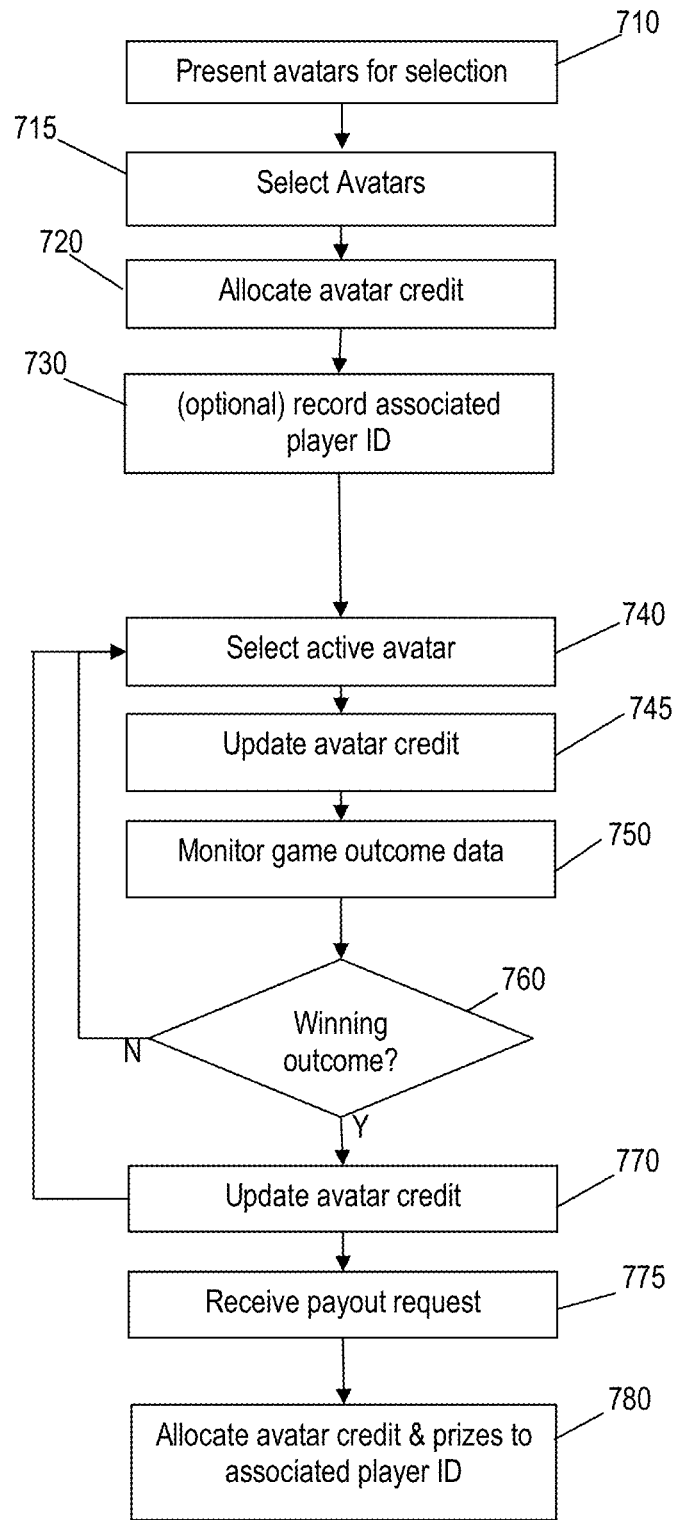 710
Present avatars for selection
715
Select Avatars
720
Allocate avatar credit
730
(optional) record associated
player ID
740
Select active avatar
745
Update avatar credit
750
Monitor game outcome data
760
Winning
outcome?
N
Y
770
Update avatar credit
775
Receive payout request
780
Allocate avatar credit & prizes to
associated player ID